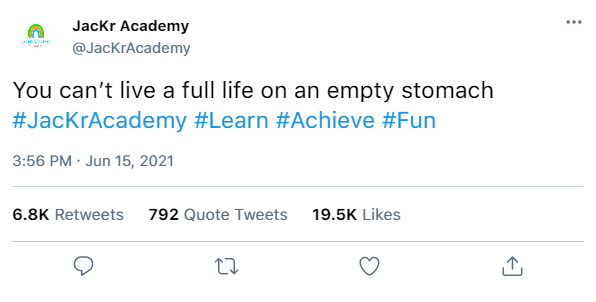 JacKr Academy
@JacKrAcademy
You can’t live a full life on an empty stomach
#JacKrAcademy #Learn #Achieve #Fun
3:56 PM · Jun 15, 2021
6.8K Retweets 792 Quote Tweets 19.5K Likes